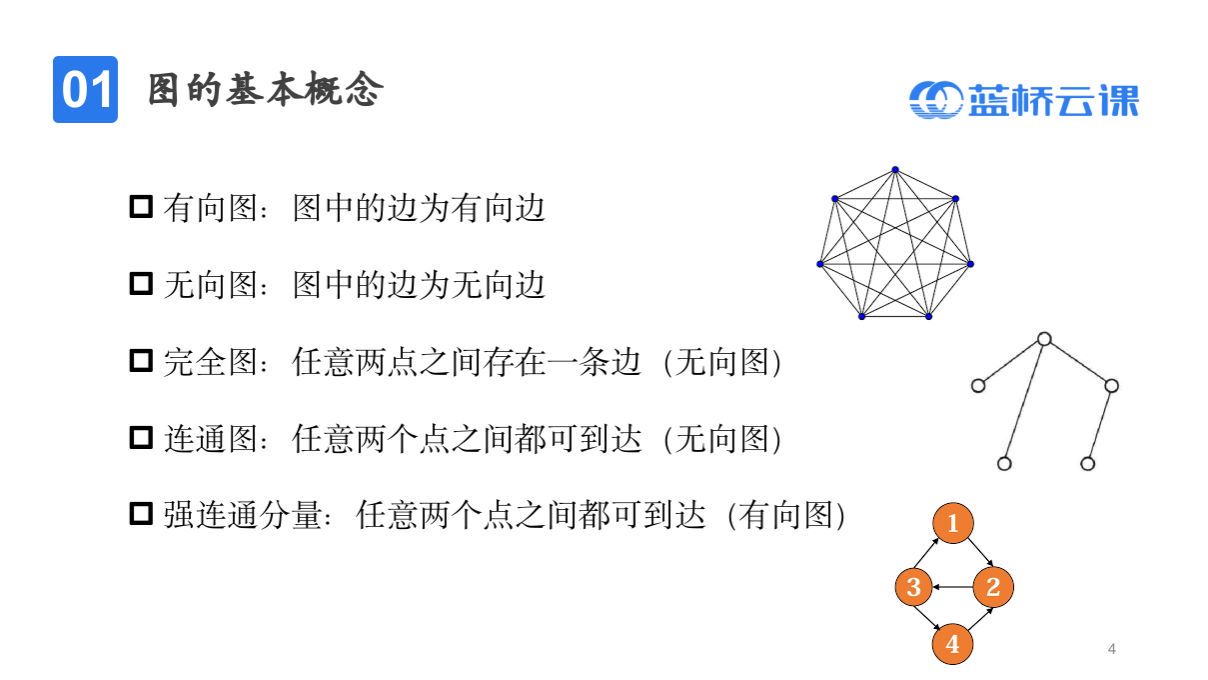 01 图的基本概念
蓝桥云课
有向图：图中的边为有向边
无向图：图中的边为无向边
完全图：任意两点之间存在一条边（无向图）
连通图：任意两个点之间都可到达（无向图）
强连通分量：任意两个点之间都可到达（有向图）
1
3 2
4
4